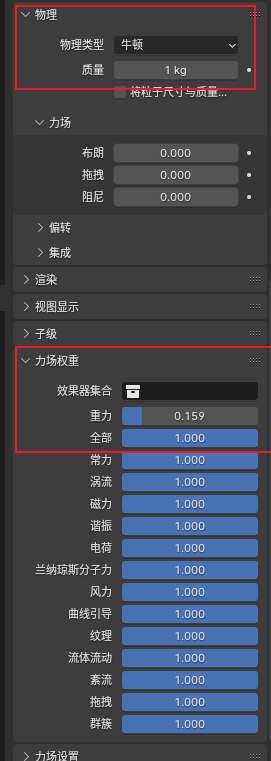 物理
物理类型 牛顿
质量 1 kg
将粒子尺寸与质量...
力场
布朗 0.000
拖拽 0.000
阻尼 0.000
偏转
集成
渲染
视图显示
子级
力场权重
效果器集合
重力 0.159
全部 1.000
常力 1.000
涡流 1.000
磁力 1.000
谐振 1.000
电荷 1.000
兰纳琼斯分子力 1.000
风力 1.000
曲线引导 1.000
纹理 1.000
流体流动 1.000
紊流 1.000
拖拽 1.000
群簇 1.000
力场设置